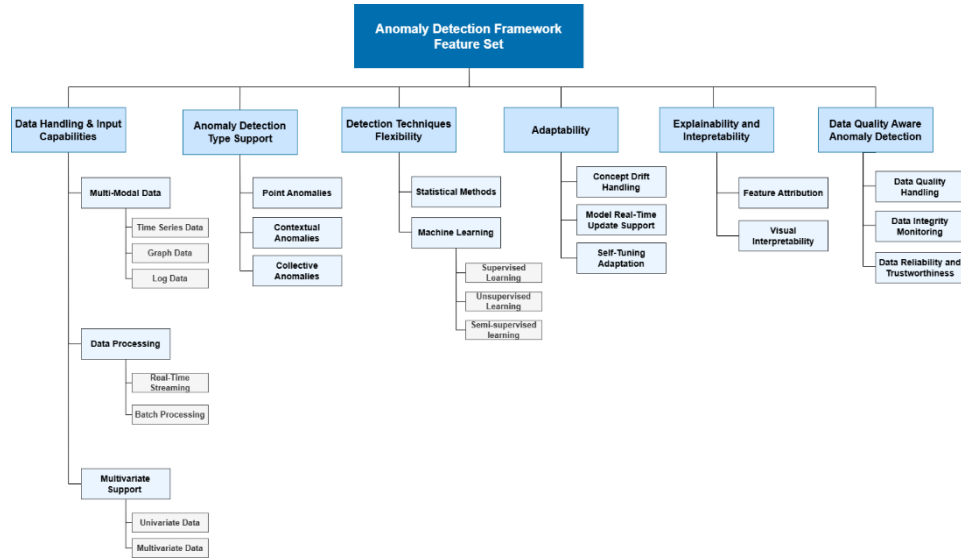 Anomaly Detection Framework
Feature Set
Data Handling & Input
Capabilities
Multi-Modal Data
Time Series Data
Graph Data
Log Data
Data Processing
Real-Time
Streaming
Batch Processing
Multivariate
Support
Univariate Data
Multivariate Data
Anomaly Detection
Type Support
Point Anomalies
Contextual
Anomalies
Collective
Anomalies
Detection Techniques
Flexibility
Statistical Methods
Machine Learning
Supervised
Learning
Unsupervised
Learning
Semi-supervised
learning
Adaptability
Concept Drift
Handling
Model Real-Time
Update Support
Self-Tuning
Adaptation
Explainability and
Intepretability
Feature Attribution
Visual
Interpretability
Data Quality Aware
Anomaly Detection
Data Quality
Handling
Data Integrity
Monitoring
Data Reliability and
Trustworthiness